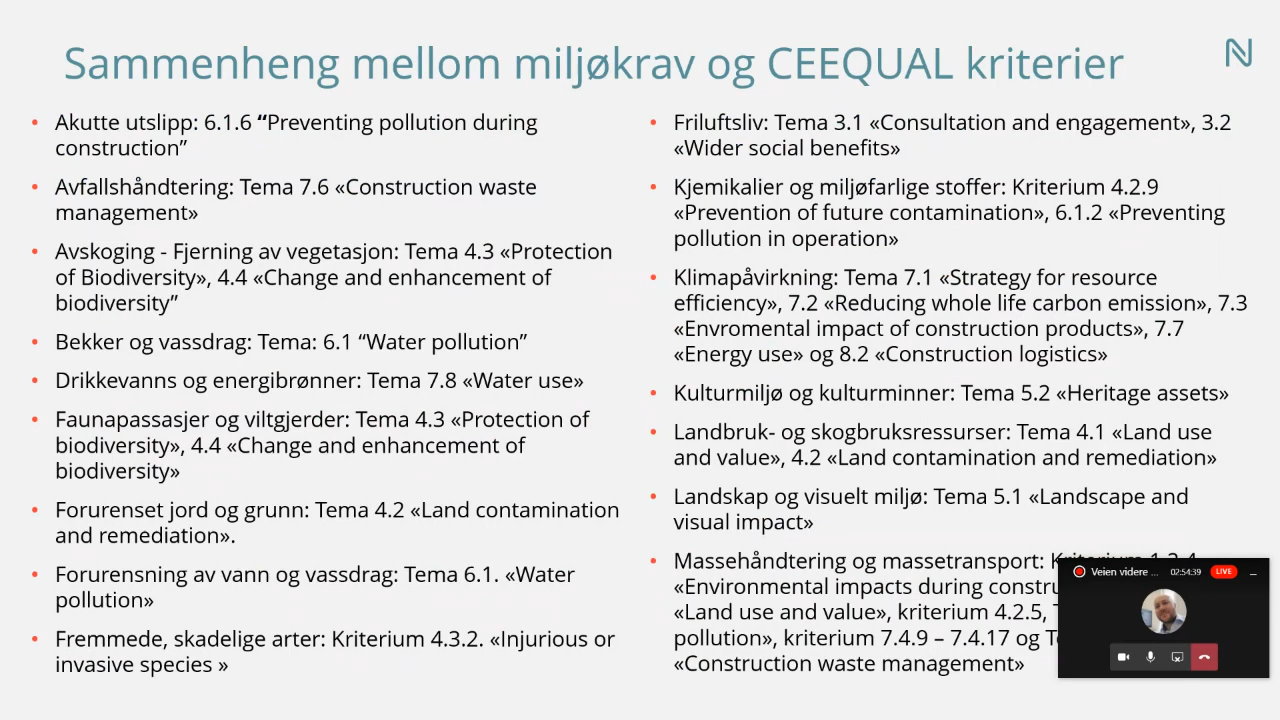 Sammenheng mellom miljøkrav og CEEQUAL kriterier
• Akutte utslipp: 6.1.6 “Preventing pollution during
construction”
• Avfallshåndtering: Tema 7.6 «Construction waste
management»
• Avskoging - Fjerning av vegetasjon: Tema 4.3 «Protection
of Biodiversity», 4.4 «Change and enhancement of
biodiversity”
• Bekker og vassdrag: Tema: 6.1 “Water pollution”
• Drikkevanns og energibrønner: Tema 7.8 «Water use»
• Faunapassasjer og viltgjerder: Tema 4.3 «Protection of
biodiversity», 4.4 «Change and enhancement of
biodiversity»
• Forurenset jord og grunn: Tema 4.2 «Land contamination
and remediation».
• Forurensning av vann og vassdrag: Tema 6.1. «Water
pollution»
• Fremmede, skadelige arter: Kriterium 4.3.2. «Injurious or
invasive species »
• Friluftsliv: Tema 3.1 «Consultation and engagement», 3.2
«Wider social benefits»
• Kjemikalier og miljøfarlige stoffer: Kriterium 4.2.9
«Prevention of future contamination», 6.1.2 «Preventing
pollution in operation»
• Klimapåvirkning: Tema 7.1 «Strategy for resource
efficiency», 7.2 «Reducing whole life carbon emission», 7.3
«Enviromental impact of construction products», 7.7
«Energy use» og 8.2 «Construction logistics»
• Kulturmiljø og kulturminner: Tema 5.2 «Heritage assets»
• Landbruk- og skogbruksressurser: Tema 4.1 «Land use
and value», 4.2 «Land contamination and remediation»
• Landskap og visuelt miljø: Tema 5.1 «Landscape and
visual impact»
• Massehåndtering og massetransport:
«Environmental impacts during
«Land use and value», kriterium 4.2.5,
pollution», kriterium 7.4.9 – 7.4.17 og
«Construction waste management»
Veien videre ... 02:54:39 LIVE